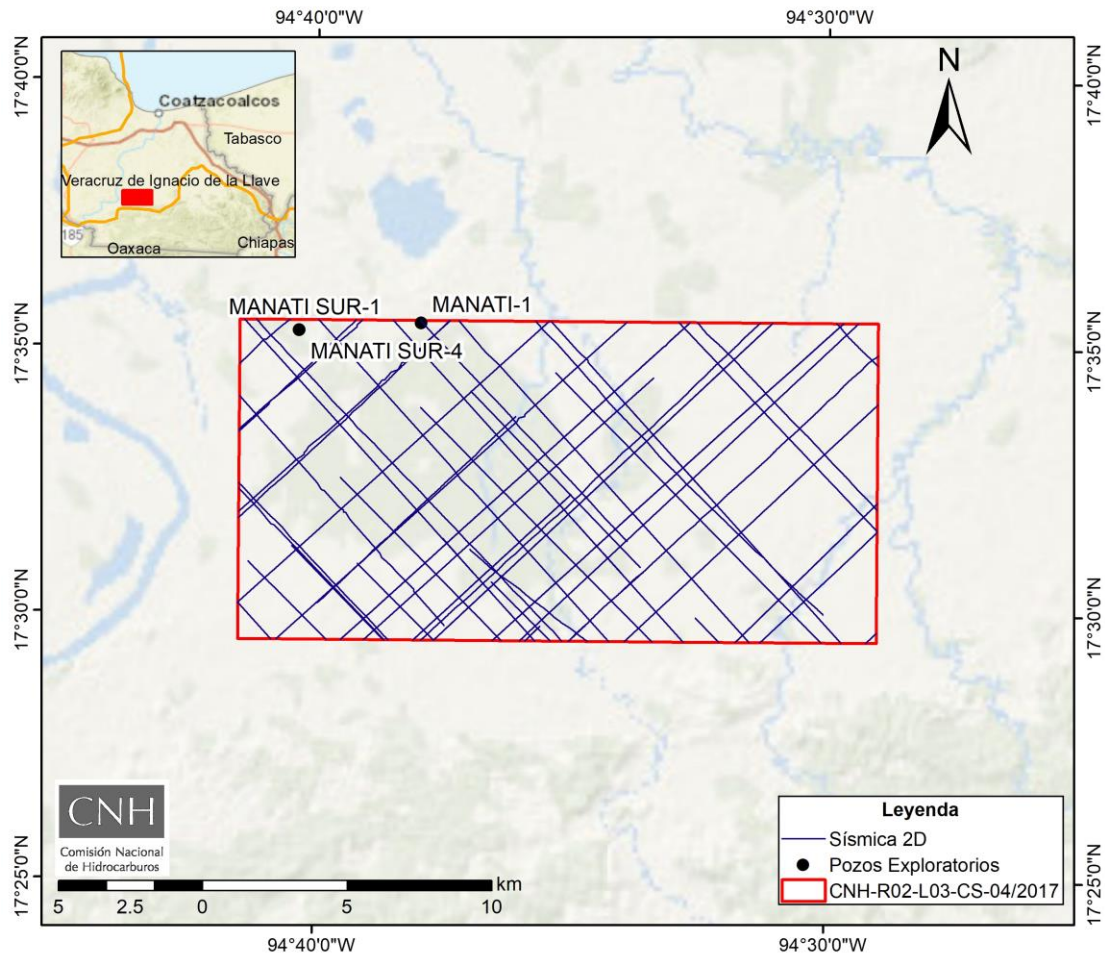 94°40'0"W
94°30'0"W
17°40'0"N
17°40'0"N
N
Coatzacoalcos
Tabasco
Veracruz de Ignacio de la Llave
185
Oaxaca
Chiapas
MANATI SUR-1
MANATI-1
MANATI SUR-4
17°35'0"N
17°35'0"N
17°30'0"N
17°30'0"N
CNH
Comisión Nacional
de Hidrocarburos
km
5
2.5
0
5
10
Leyenda
Sísmica 2D
Pozos Exploratorios
CNH-R02-L03-CS-04/2017
17°25'0"N
17°25'0"N
94°40'0"W
94°30'0"W